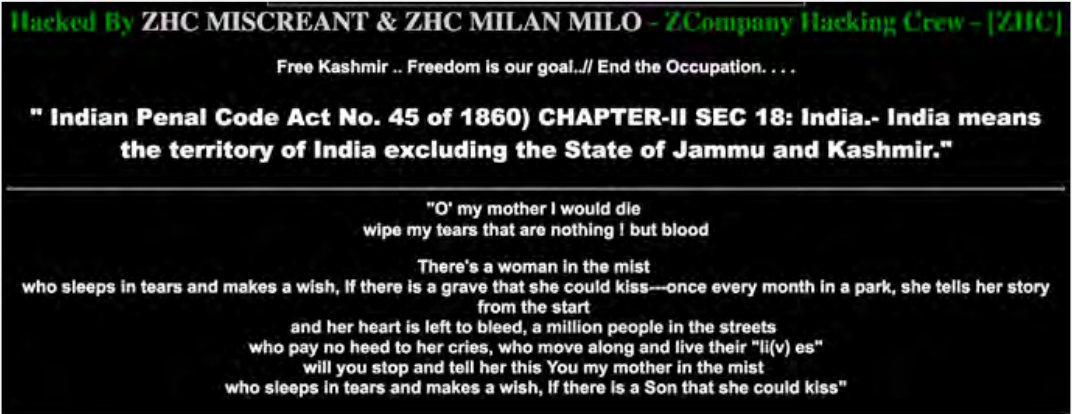 Hacked By ZHC MISCREANT & ZHC MILAN MILO - ZCompany Hacking Crew - [ZHC]
Free Kashmir .. Freedom is our goal..// End the Occupation. . . .
" Indian Penal Code Act No. 45 of 1860) CHAPTER-II SEC 18: India.- India means
the territory of India excluding the State of Jammu and Kashmir."
"O' my mother I would die
wipe my tears that are nothing ! but blood
There's a woman in the mist
who sleeps in tears and makes a wish, If there is a grave that she could kiss---once every month in a park, she tells her story
from the start
and her heart is left to bleed, a million people in the streets
who pay no heed to her cries, who move along and live their "li(v) es"
will you stop and tell her this You my mother in the mist
who sleeps in tears and makes a wish, If there is a Son that she could kiss"